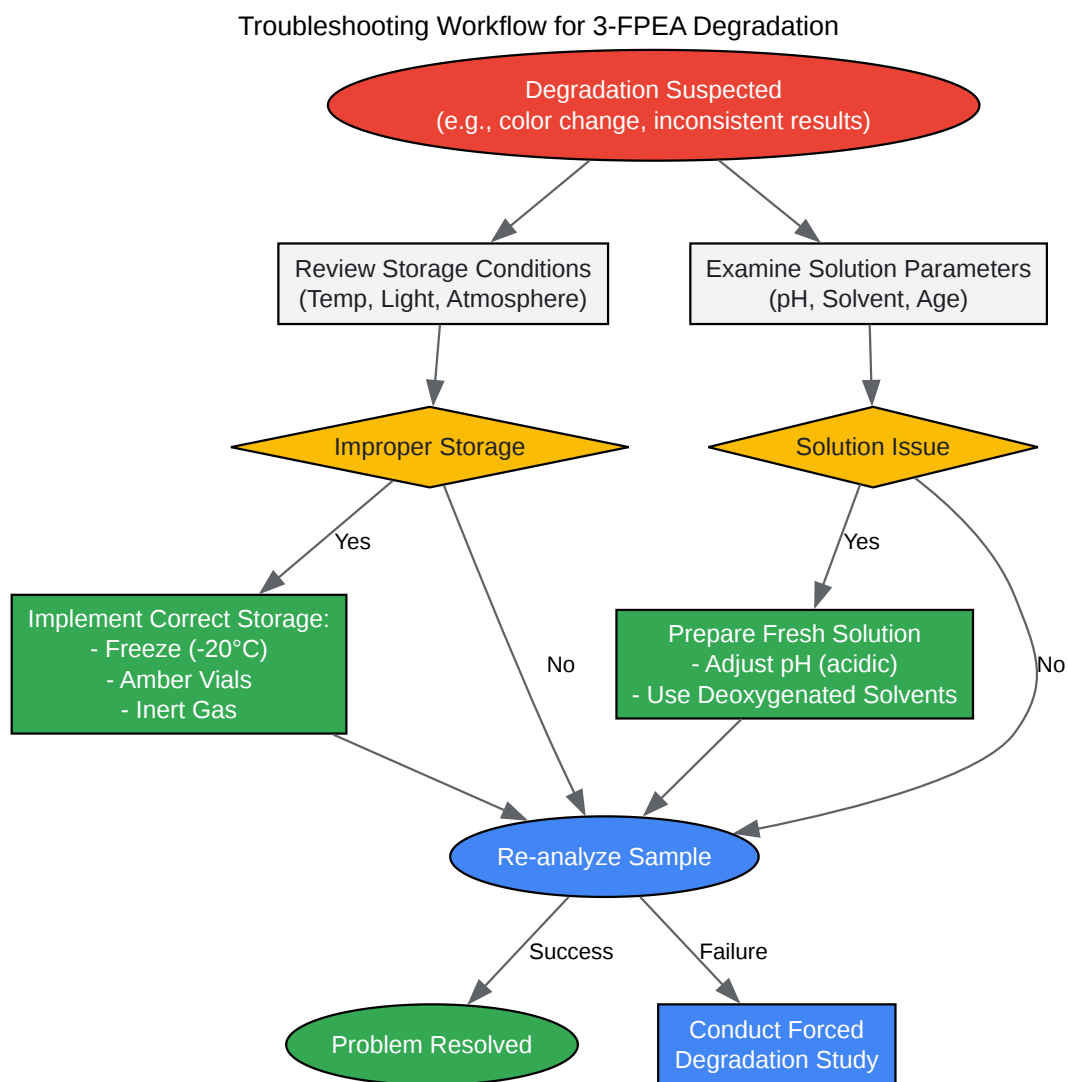 Troubleshooting Workflow for 3-FPEA Degradation
Degradation Suspected
(e.g., color change, inconsistent results)
Review Storage Conditions
(Temp, Light, Atmosphere)
Examine Solution Parameters
(pH, Solvent, Age)
Improper Storage
Solution Issue
Yes
Yes
Implement Correct Storage:
- Freeze (-20°C)
- Amber Vials
- Inert Gas
No
Prepare Fresh Solution
- Adjust pH (acidic)
- Use Deoxygenated Solvents
No
Re-analyze Sample
Success
Failure
Problem Resolved
Conduct Forced
Degradation Study